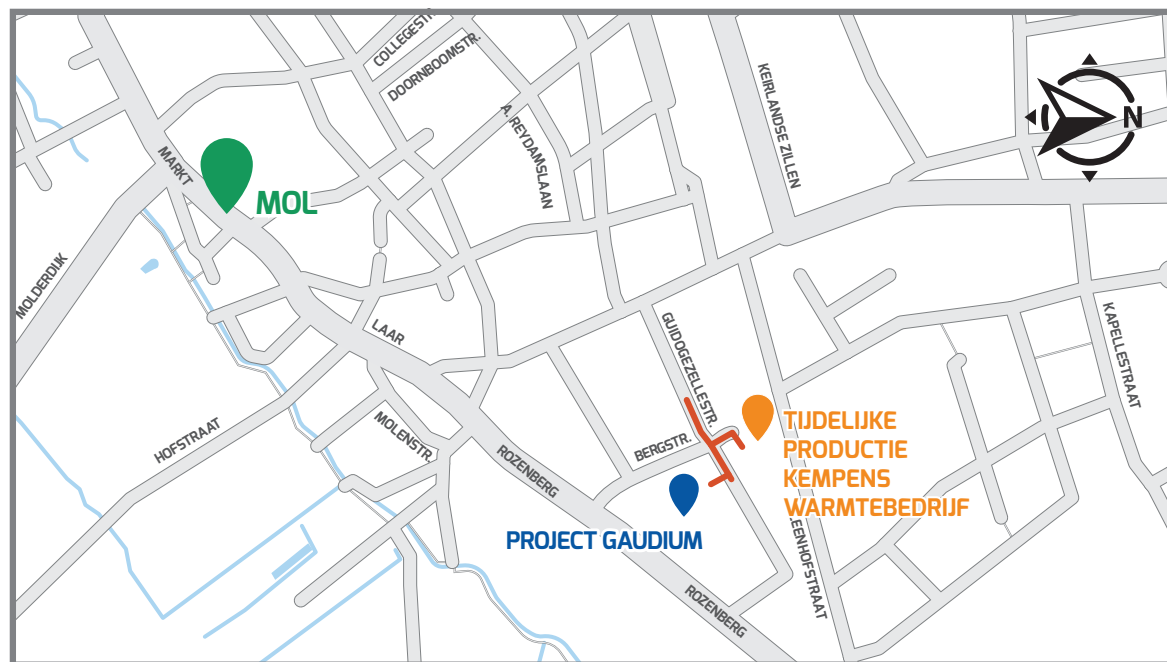 COLLEGESTR.
DOORNBOOMSTR.
A. REYDAMSLAAN
KEIRLANDSE ZILLEN
N
MARKT
MOL
MOLDERDIJK
LAAR
GUIDOGEZELLESTR.
KAPELLESTRAAT
HOFSTRAAT
MOLENSTR.
ROZENBERG
BERGSTR.
TIJDELIJKE
PRODUCTIE
KEMPENS
WARMTEBEDRIJF
PROJECT GAUDIUM
EENHOFSTRAAT
ROZENBERG